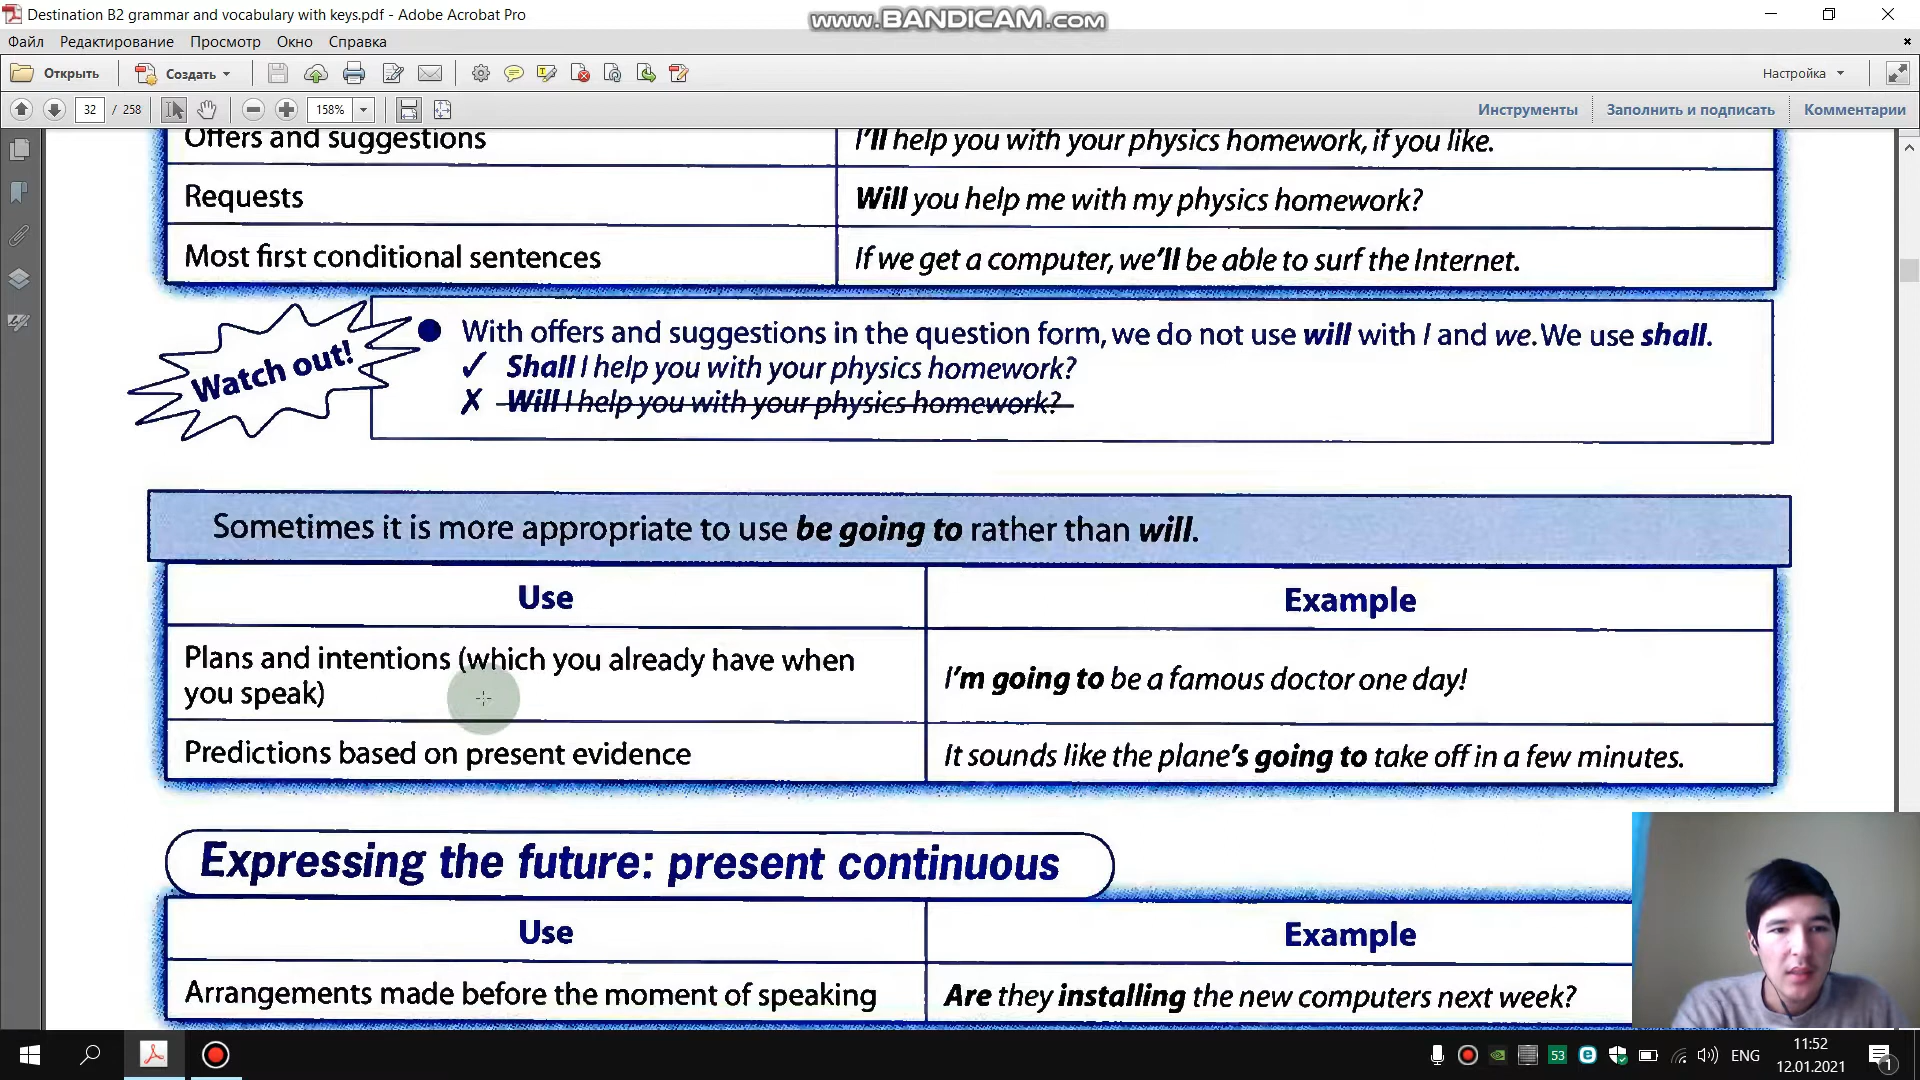 Destination B2 grammar and vocabulary with keys.pdf - Adobe Acrobat Pro
www.BANDICAM.com
Файл Редактирование Просмотр Окно Справка
Открыть Создать Настройка
32 / 258 158% Инструменты Заполнить и подписать Комментарии
Offers and suggestions I'll help you with your physics homework, if you like.
Requests Will you help me with my physics homework?
Most first conditional sentences If we get a computer, we'll be able to surf the Internet.
Watch out!
● With offers and suggestions in the question form, we do not use will with I and we. We use shall.
✓ Shall I help you with your physics homework?
✗ Will I help you with your physics homework?
Sometimes it is more appropriate to use be going to rather than will.
Use Example
Plans and intentions (which you already have when
you speak)
I'm going to be a famous doctor one day!
Predictions based on present evidence It sounds like the plane's going to take off in a few minutes.
Expressing the future: present continuous
Use Example
Arrangements made before the moment of speaking Are they installing the new computers next week?
53 ENG 11:52
12.01.2021
1